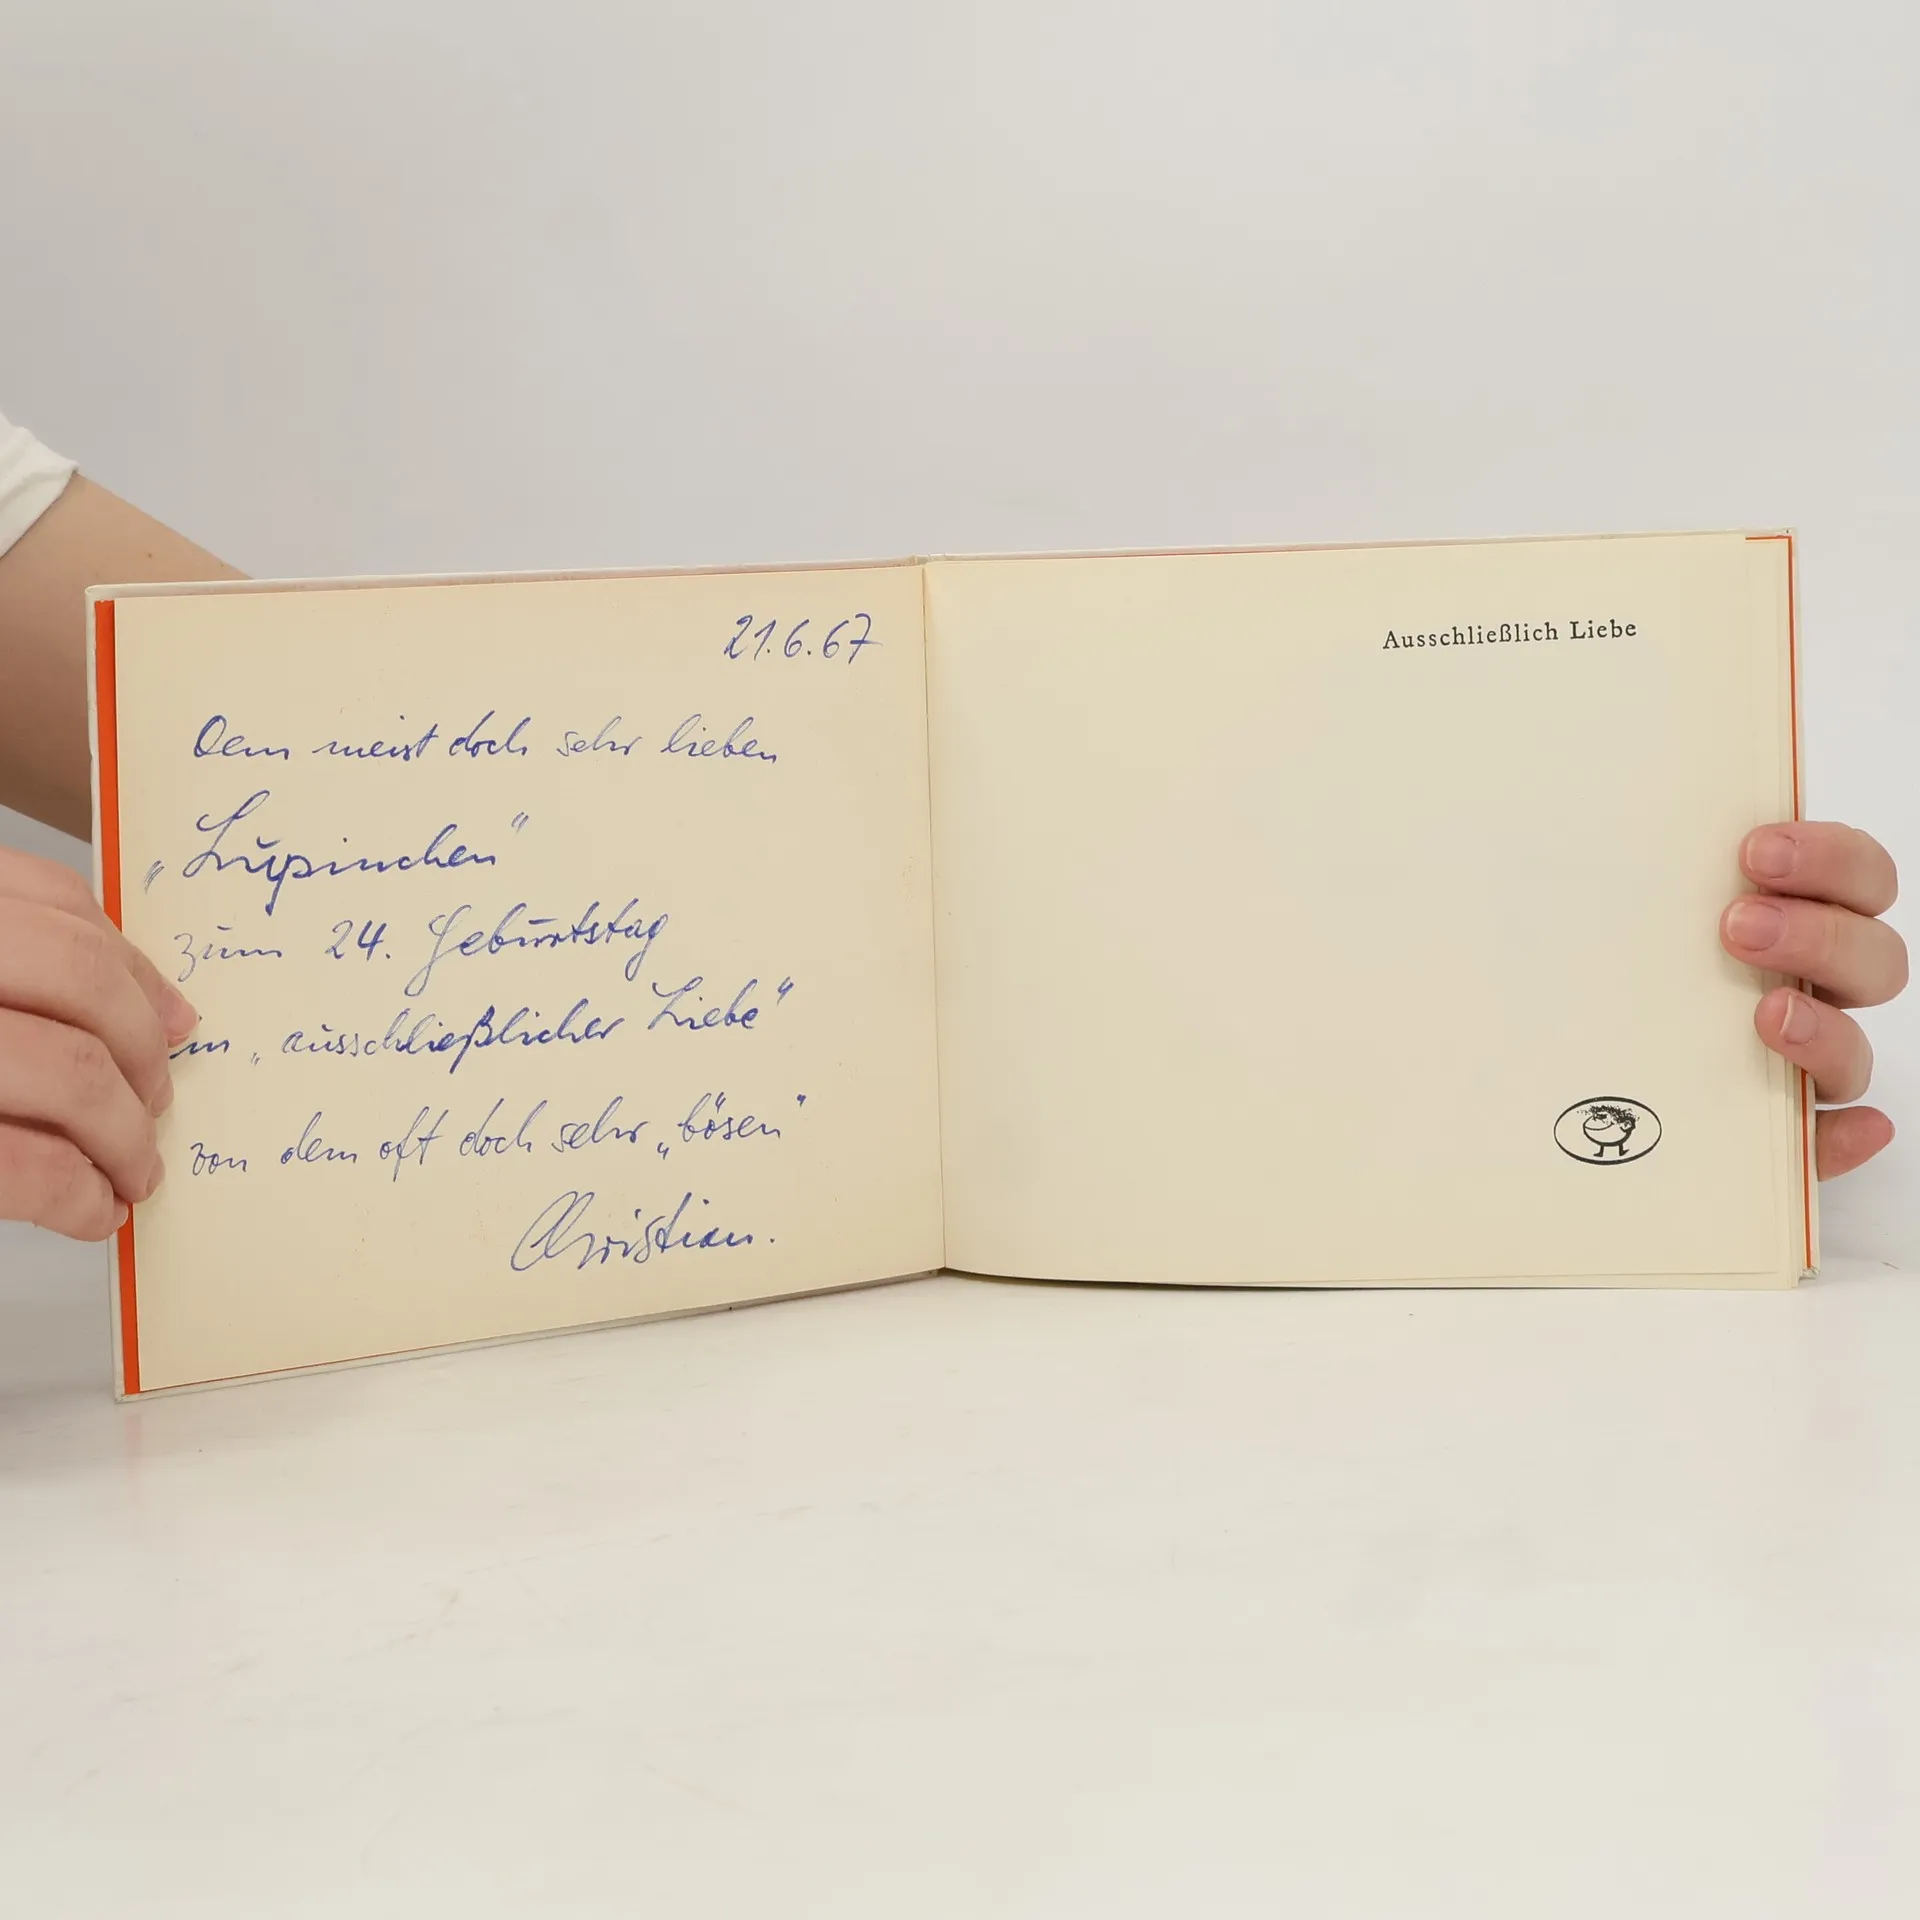 21.6.67
Dem meist doch sehr lieben
„Lupinchen“
zum 24. Geburtstag
in „ausschließlicher Liebe“
von dem oft doch sehr „bösen“
Christian.
Ausschließlich Liebe